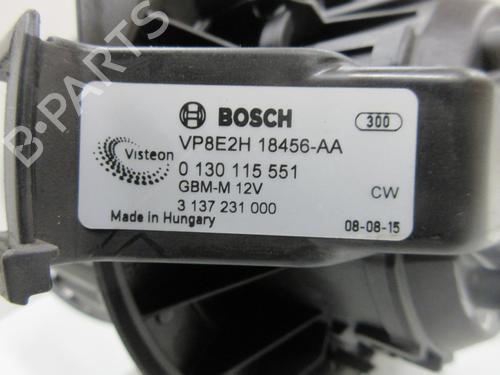 BOSCH
300
Visteon
VP8E2H 18456-AA
0 130 115 551
GBM-M 12V
CW
3 137 231 000
Made in Hungary
08-08-15
B-PARTS